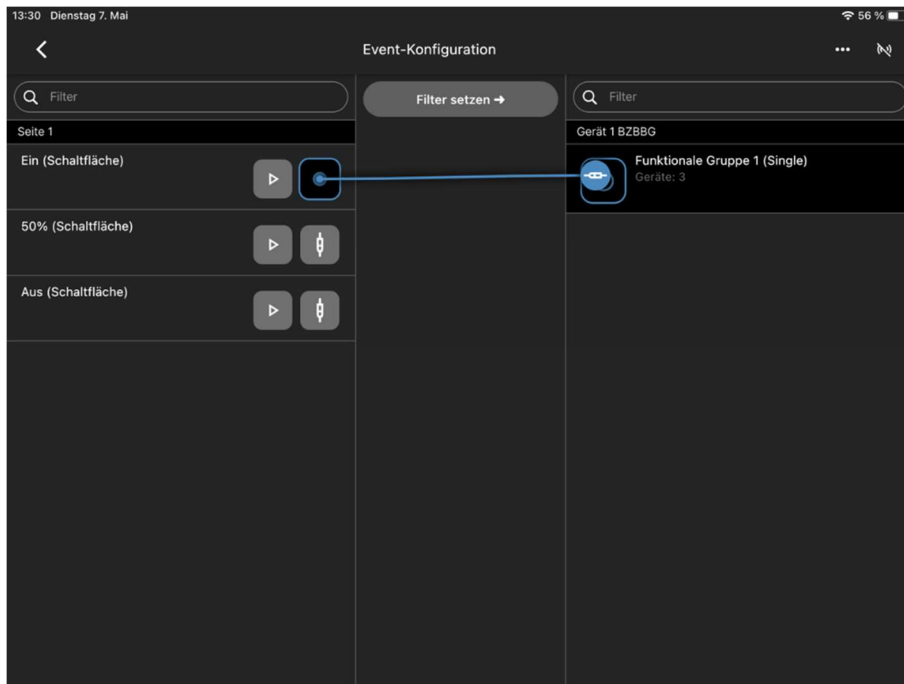 13:30 Dienstag 7. Mai
56 %
Event-Konfiguration
Filter
Filter setzen ➔
Filter
Seite 1
Gerät 1 BZBBG
Ein (Schaltfläche)
Funktionale Gruppe 1 (Single)
Geräte: 3
50% (Schaltfläche)
Aus (Schaltfläche)